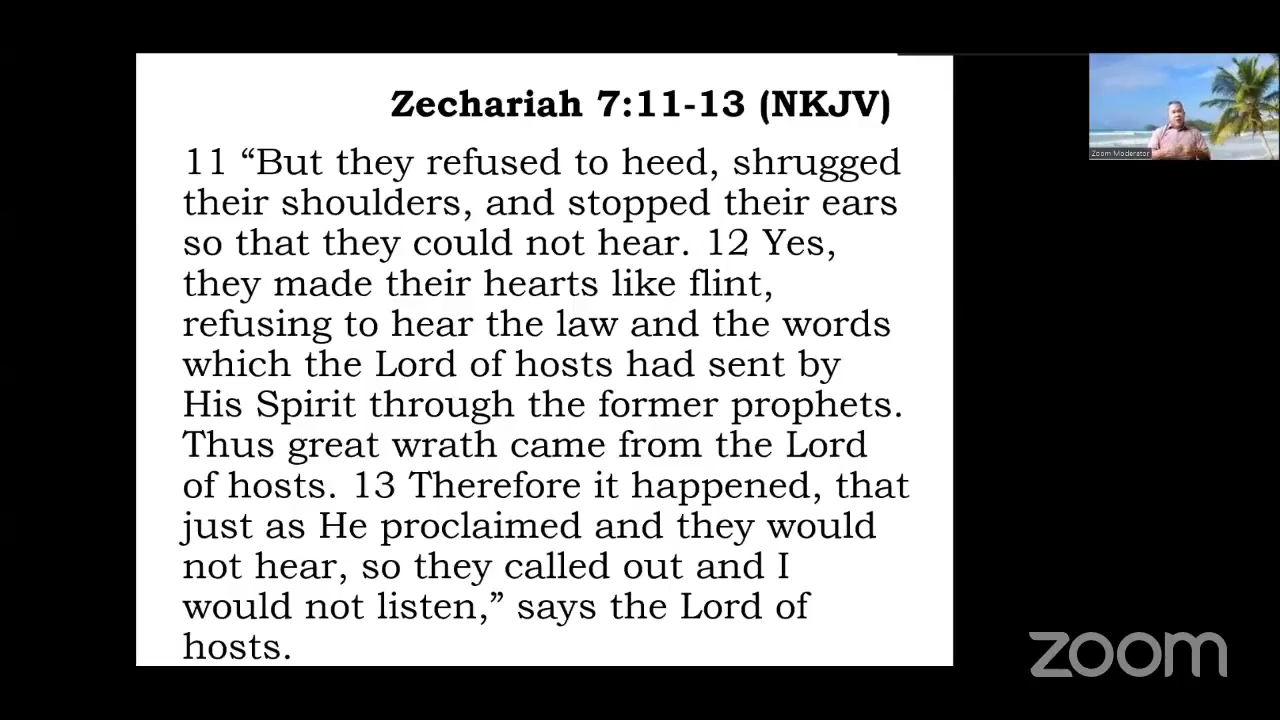 Zechariah 7:11-13 (NKJV)
11 “But they refused to heed, shrugged
their shoulders, and stopped their ears
so that they could not hear. 12 Yes,
they made their hearts like flint,
refusing to hear the law and the words
which the Lord of hosts had sent by
His Spirit through the former prophets.
Thus great wrath came from the Lord
of hosts. 13 Therefore it happened, that
just as He proclaimed and they would
not hear, so they called out and I
would not listen,” says the Lord of
hosts.
Zoom Moderator
zoom